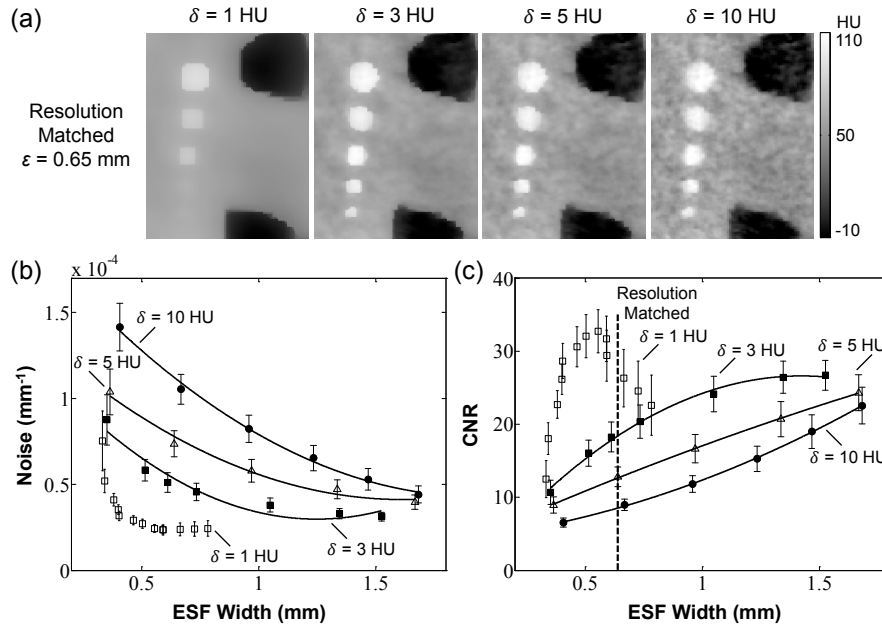 (a)
δ = 1 HU
δ = 3 HU
δ = 5 HU
δ = 10 HU
HU
110
50
-10
Resolution
Matched
ε = 0.65 mm
(b)
x 10⁻⁴
1.5
1
0.5
0
Noise (mm⁻¹)
δ = 10 HU
δ = 5 HU
δ = 3 HU
δ = 1 HU
0.5
1
1.5
ESF Width (mm)
(c)
40
30
20
10
0
CNR
Resolution
Matched
δ = 1 HU
δ = 3 HU
δ = 5 HU
δ = 10 HU
0.5
1
1.5
ESF Width (mm)